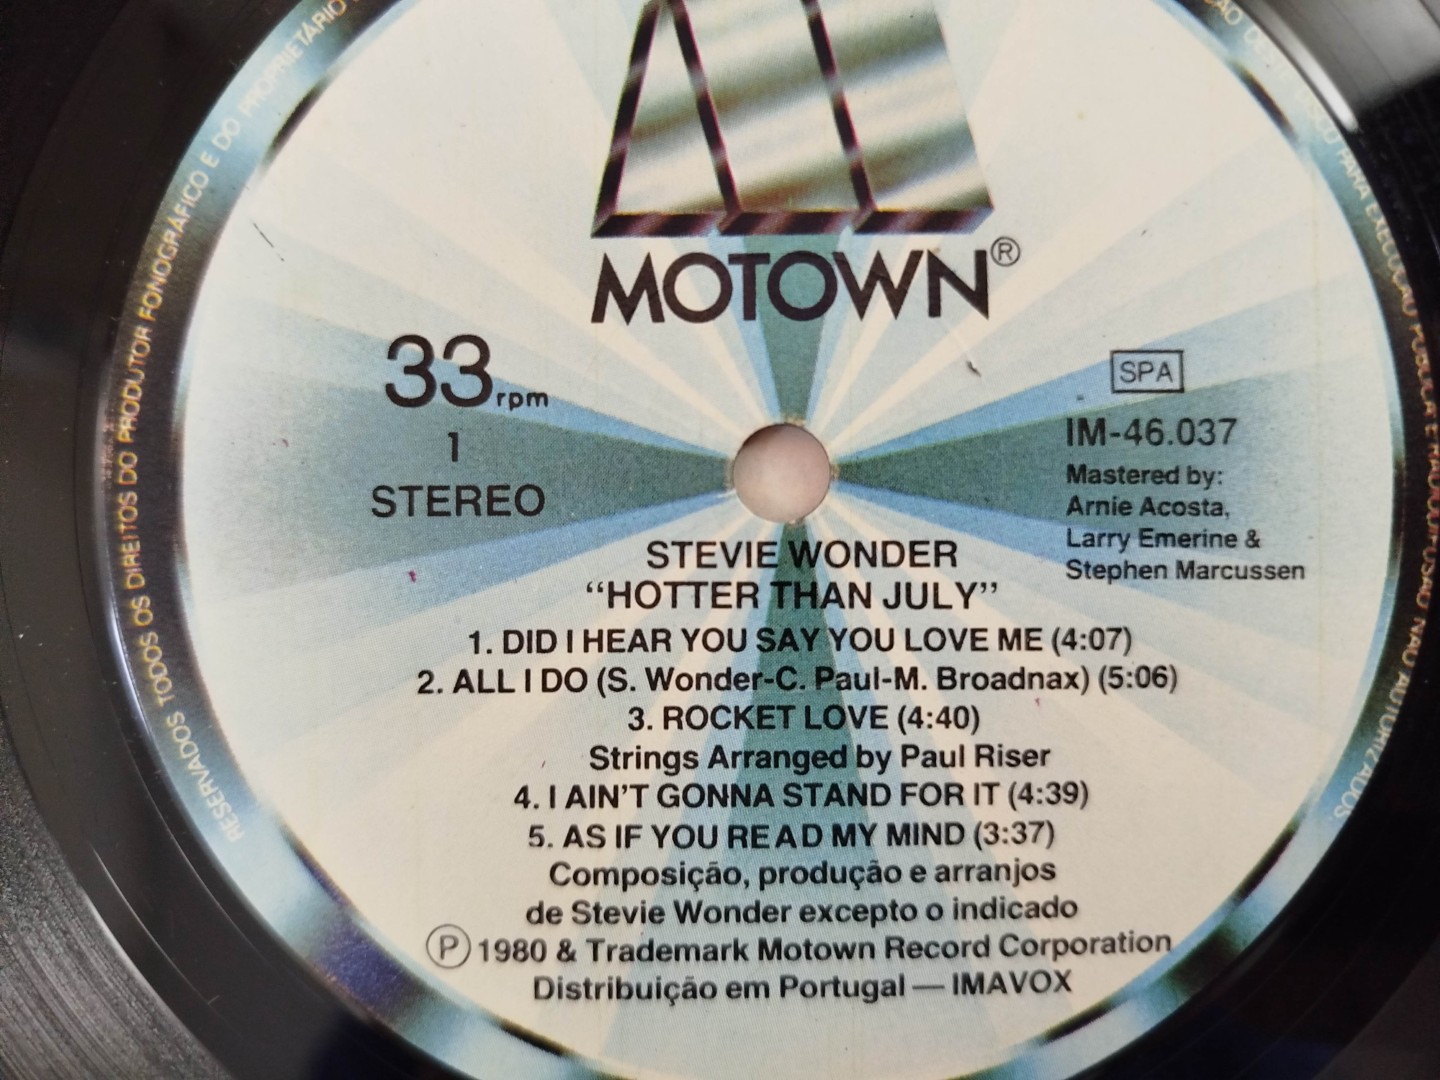 MOTOWN®
33 rpm
1
STEREO
SPA
IM-46.037
Mastered by:
Arnie Acosta,
Larry Emerine &
Stephen Marcussen
STEVIE WONDER
“HOTTER THAN JULY”
1. DID I HEAR YOU SAY YOU LOVE ME (4:07)
2. ALL I DO (S. Wonder-C. Paul-M. Broadnax) (5:06)
3. ROCKET LOVE (4:40)
Strings Arranged by Paul Riser
4. I AIN'T GONNA STAND FOR IT (4:39)
5. AS IF YOU READ MY MIND (3:37)
Composição, produção e arranjos
de Stevie Wonder excepto o indicado
Ⓟ 1980 & Trademark Motown Record Corporation
Distribuição em Portugal — IMAVOX
RESERVADOS TODOS OS DIREITOS DO PRODUTOR FONOGRÁFICO E DO PROPRIETÁRIO
DISCO PARA EXECUÇÃO PÚBLICA E RADIODIFUSÃO NÃO AUTORIZADOS.